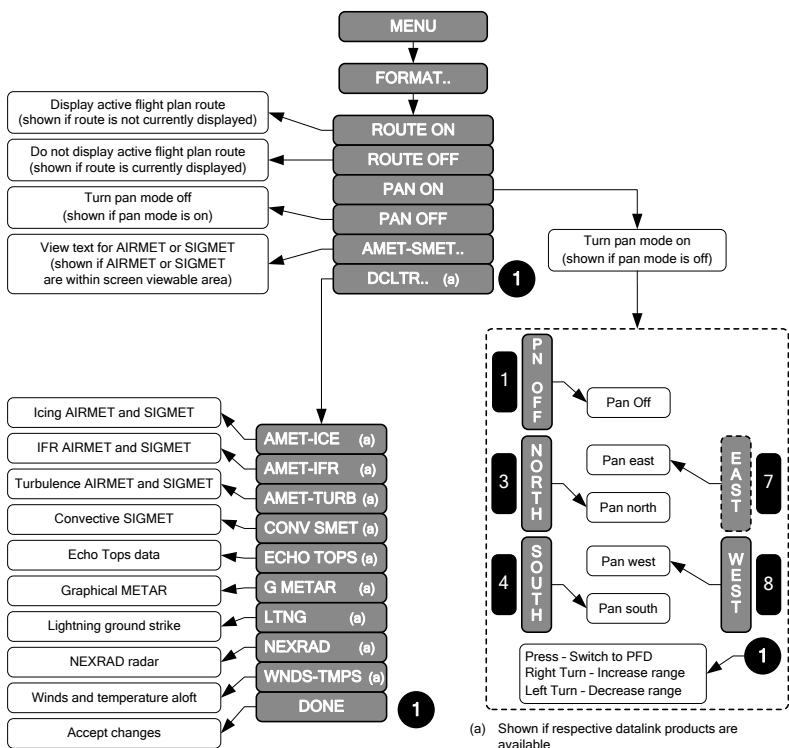 MENU
FORMAT..
Display active flight plan route
(shown if route is not currently displayed)
ROUTE ON
Do not display active flight plan route
(shown if route is currently displayed)
ROUTE OFF
Turn pan mode off
(shown if pan mode is on)
PAN ON
PAN OFF
View text for AIRMET or SIGMET
(shown if AIRMET or SIGMET
are within screen viewable area)
AMET-SMET..
DCLTR.. (a)
1
Turn pan mode on
(shown if pan mode is off)
Icing AIRMET and SIGMET
AMET-ICE (a)
IFR AIRMET and SIGMET
AMET-IFR (a)
Turbulence AIRMET and SIGMET
AMET-TURB (a)
Convective SIGMET
CONV SMET (a)
Echo Tops data
ECHO TOPS (a)
Graphical METAR
G METAR (a)
Lightning ground strike
LTNG (a)
NEXRAD radar
NEXRAD (a)
Winds and temperature aloft
WNDS-TMPS (a)
Accept changes
DONE
1
1
PN OFF
Pan Off
3
NORTH
Pan east
EAST
7
Pan north
4
SOUTH
Pan west
WEST
8
Pan south
Press - Switch to PFD
Right Turn - Increase range
Left Turn - Decrease range
1
(a) Shown if respective datalink products are
available